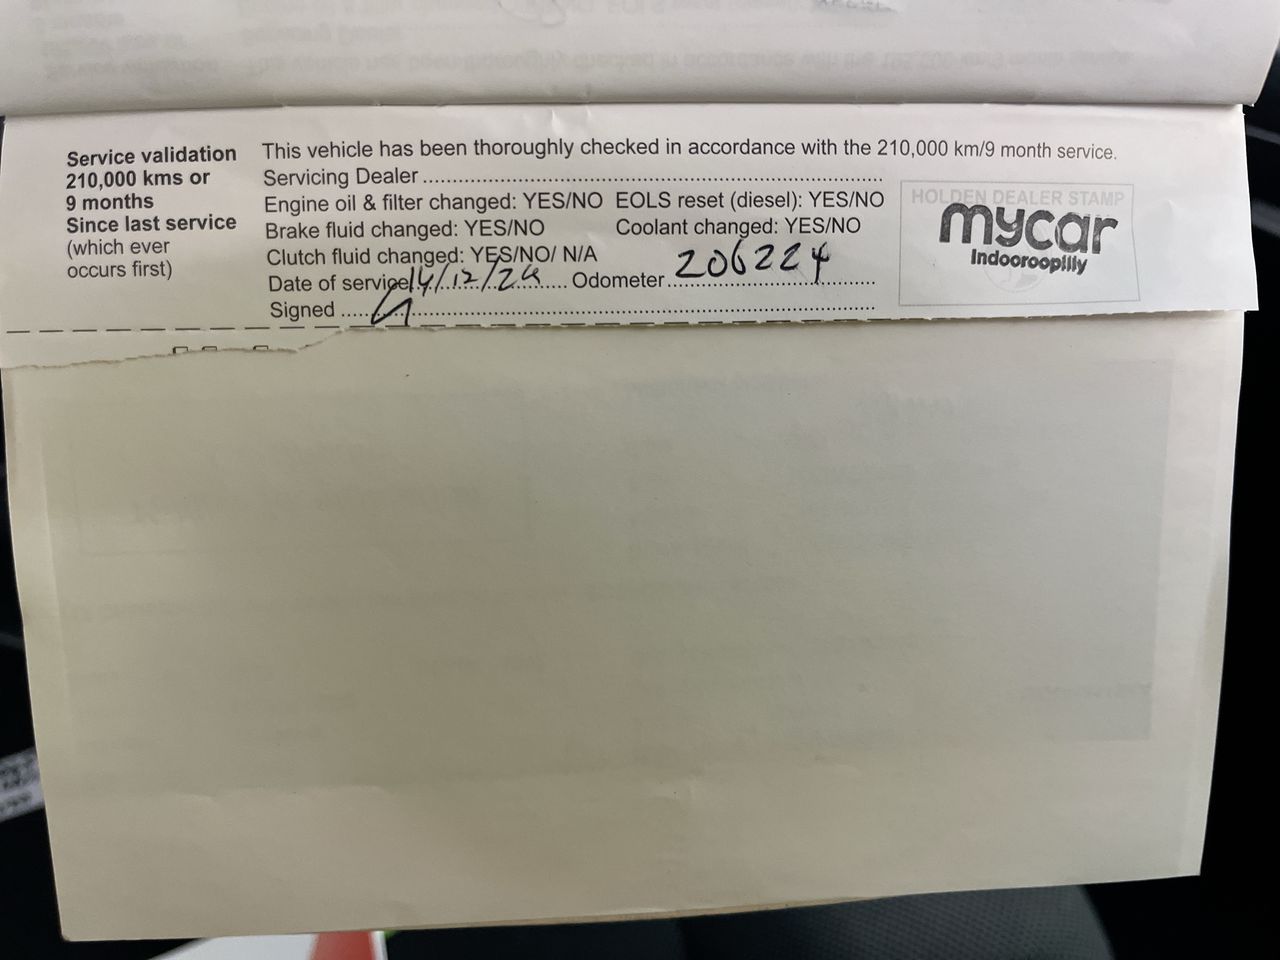 Service validation
210,000 kms or
9 months
Since last service
(which ever
occurs first)
This vehicle has been thoroughly checked in accordance with the 210,000 km/9 month service.
Servicing Dealer
Engine oil & filter changed: YES/NO EOLS reset (diesel): YES/NO
Brake fluid changed: YES/NO Coolant changed: YES/NO
Clutch fluid changed: YES/NO/ N/A
Date of service 14/12/24 Odometer 206224
Signed
HOLDEN DEALER STAMP
mycar
Indooroopilly